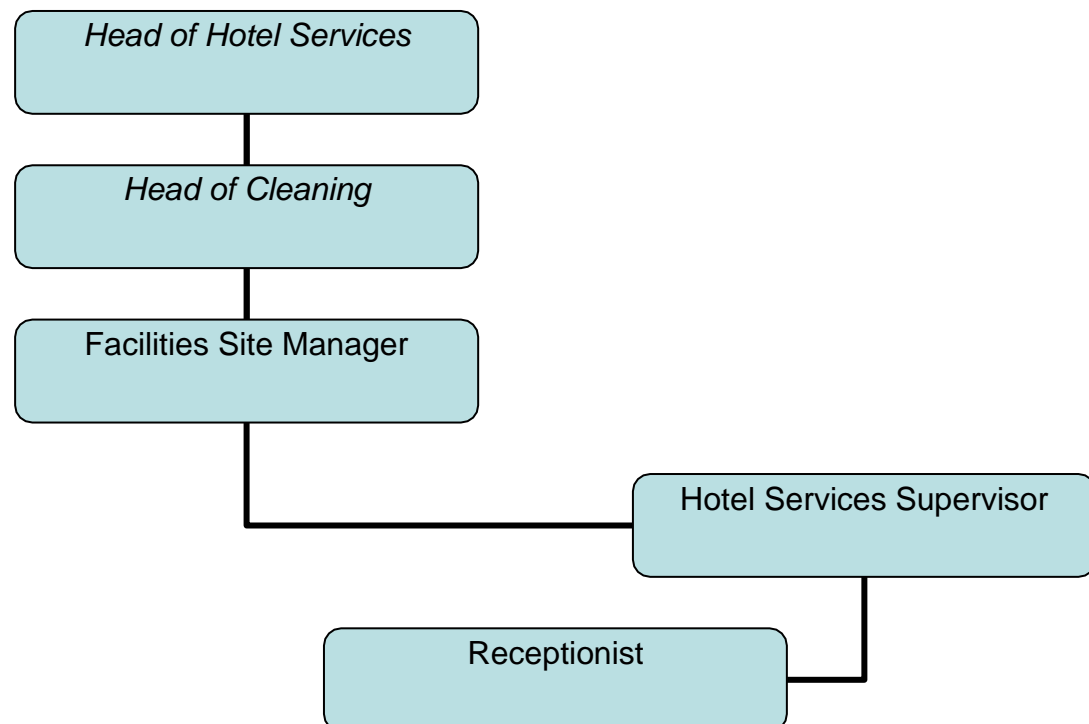 Head of Hotel Services
Head of Cleaning
Facilities Site Manager
Hotel Services Supervisor
Receptionist